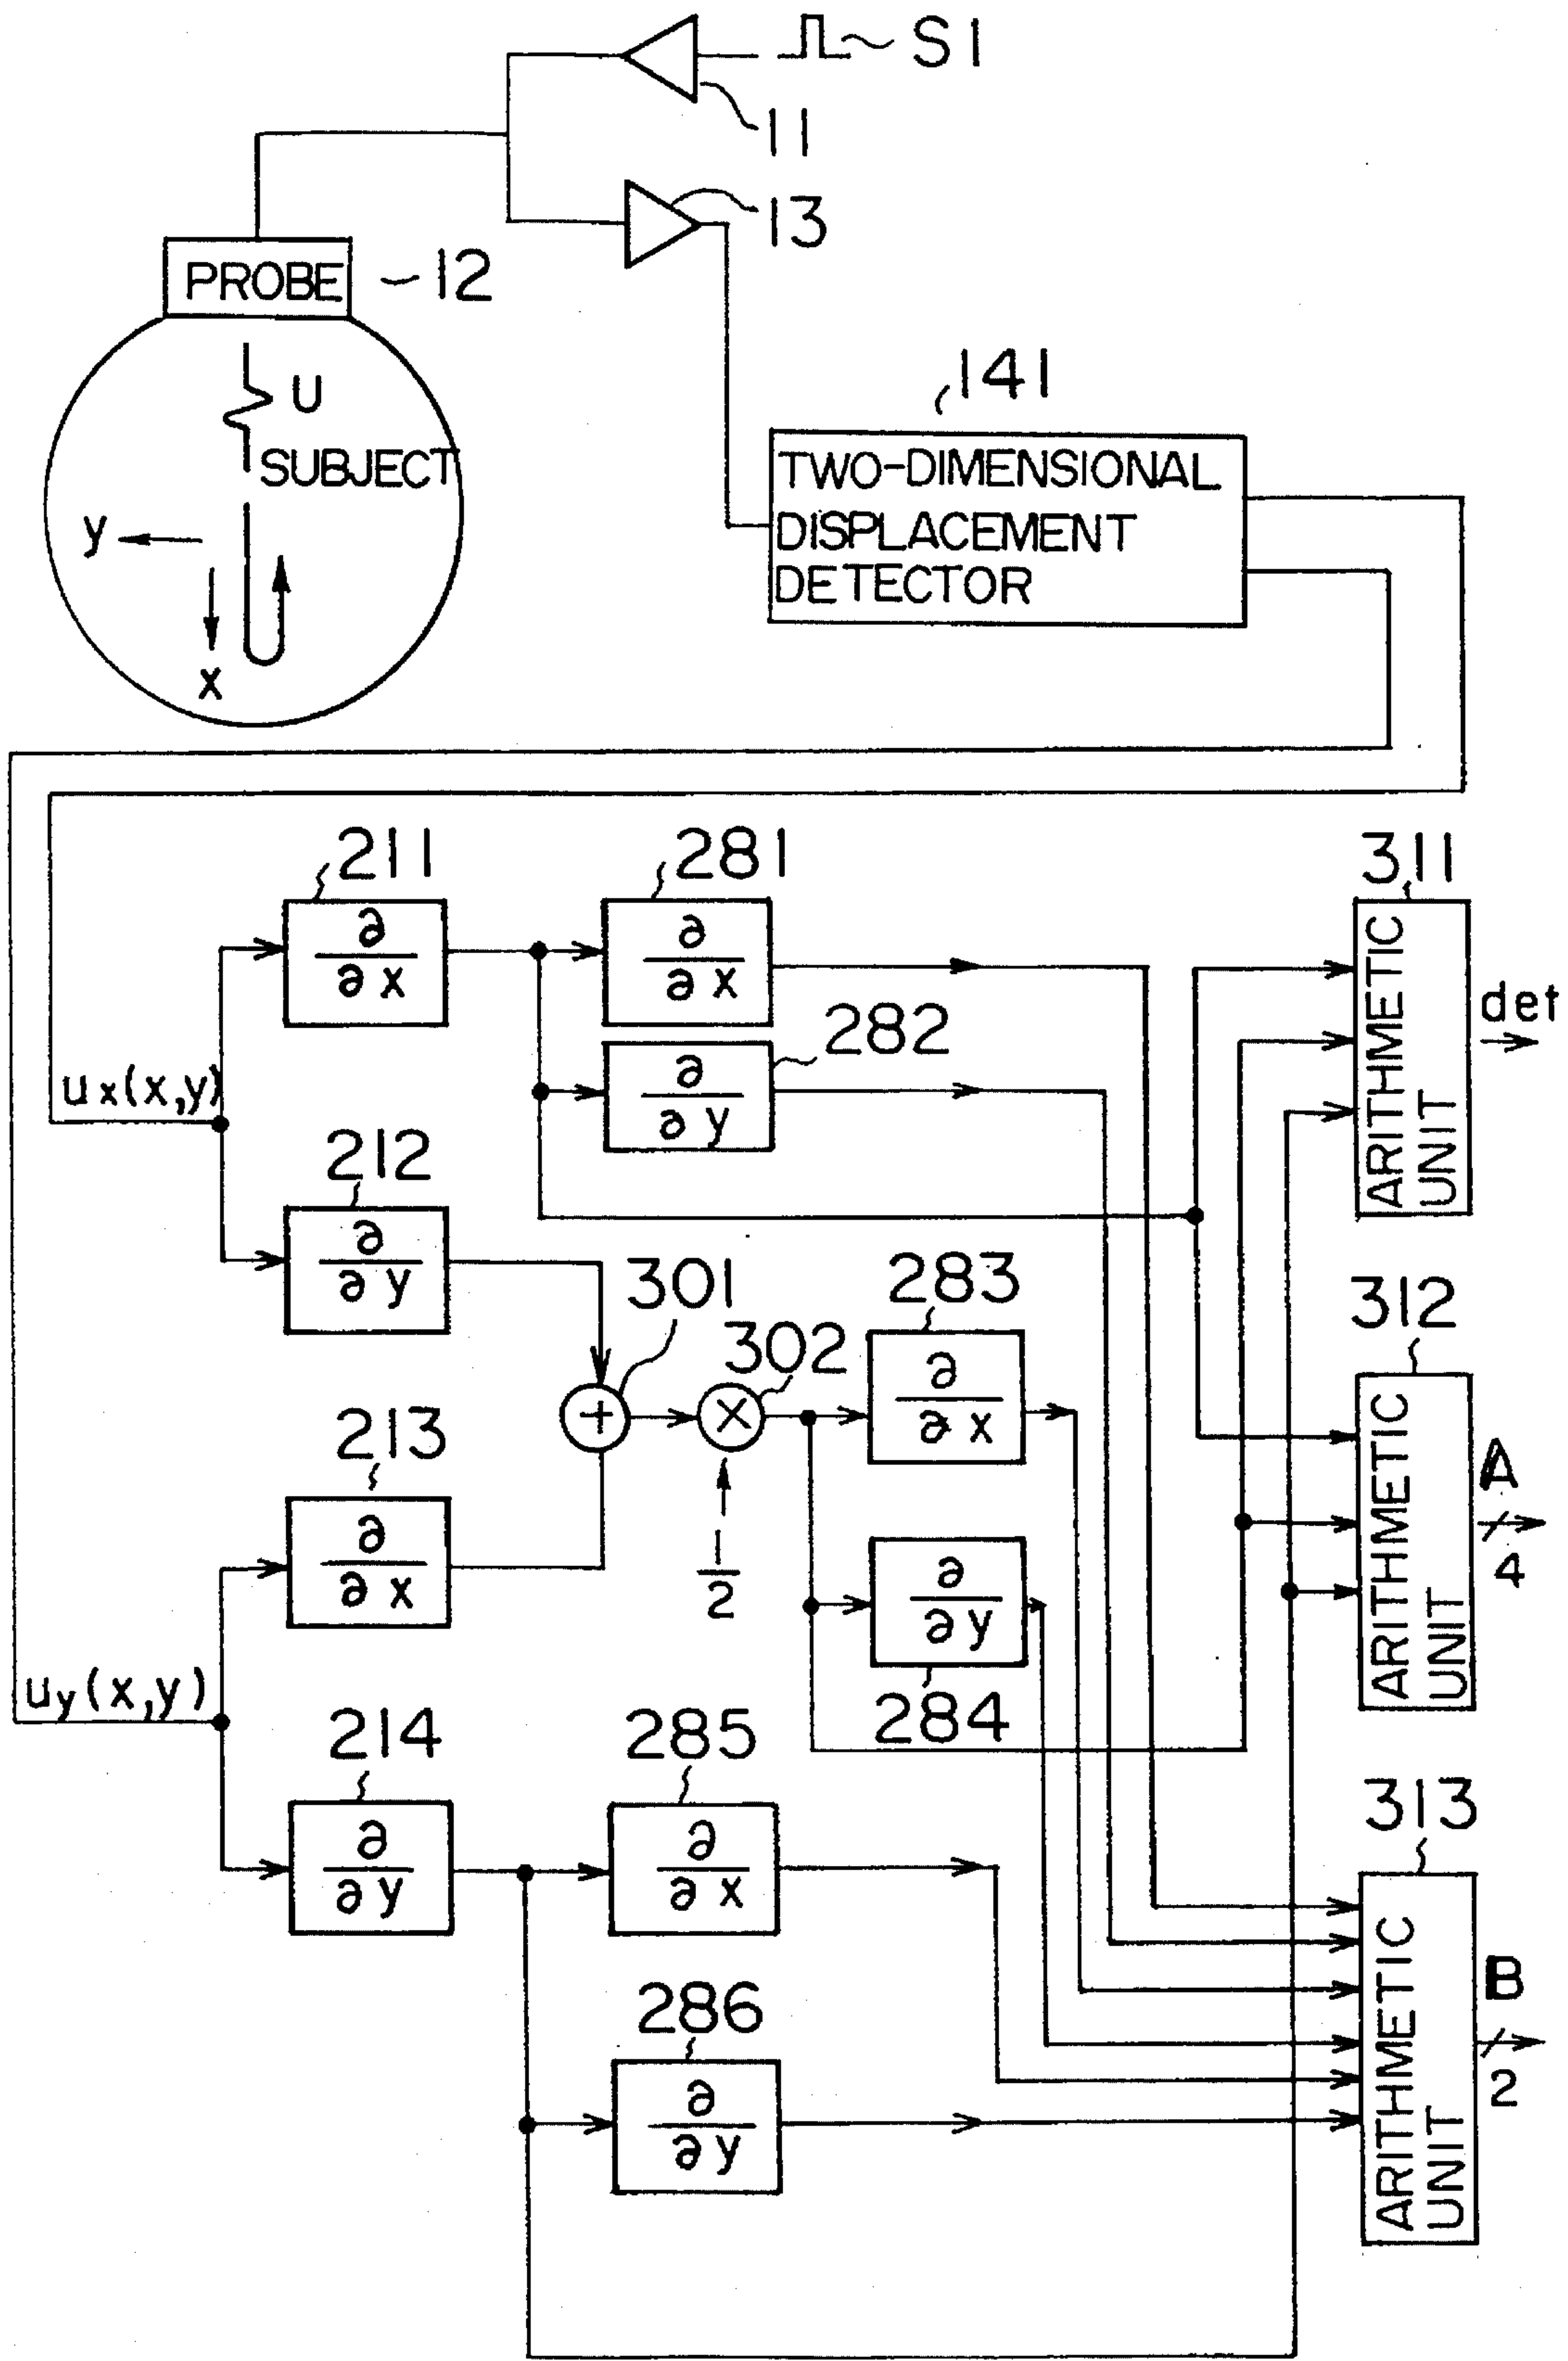 S1
11
13
PROBE
12
U
SUBJECT
y
x
141
TWO-DIMENSIONAL
DISPLACEMENT
DETECTOR
211
∂
∂x
281
∂
∂x
282
∂
∂y
311
ARITHMETIC
UNIT
det
ux(x,y)
212
∂
∂y
301
+
302
×
1
2
283
∂
∂x
312
ARITHMETIC
UNIT
A
4
213
∂
∂x
284
∂
∂y
uy(x,y)
214
∂
∂y
285
∂
∂x
286
∂
∂y
313
ARITHMETIC
UNIT
B
2